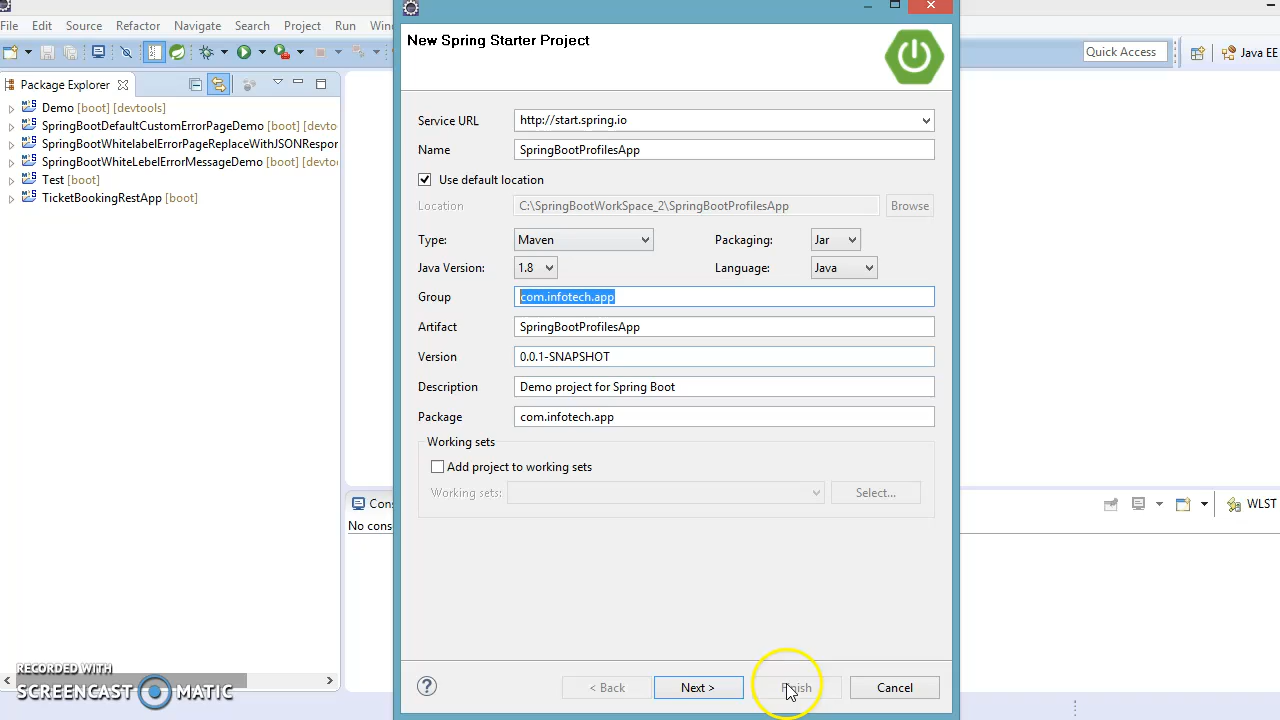 File Edit Source Refactor Navigate Search Project Run Win
Quick Access
Java EE
Package Explorer
Demo [boot] [devtools]
SpringBootDefaultCustomErrorPageDemo [boot] [devto
SpringBootWhitelabelErrorPageReplaceWithJSONRespor
SpringBootWhiteLebelErrorMessageDemo [boot] [devto
Test [boot]
TicketBookingRestApp [boot]
New Spring Starter Project
Service URL http://start.spring.io
Name SpringBootProfilesApp
Use default location
Location C:\SpringBootWorkSpace_2\SpringBootProfilesApp Browse
Type: Maven Packaging: Jar
Java Version: 1.8 Language: Java
Group com.infotech.app
Artifact SpringBootProfilesApp
Version 0.0.1-SNAPSHOT
Description Demo project for Spring Boot
Package com.infotech.app
Working sets
Add project to working sets
Working sets: Select...
< Back Next > Finish Cancel
Cons
No cons
WLST
RECORDED WITH
SCREENCAST MATIC